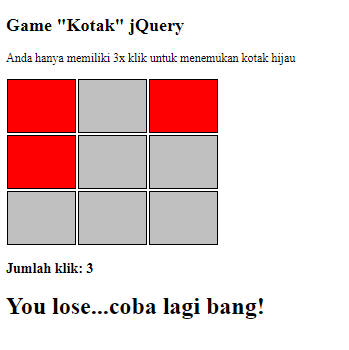 Game "Kotak" jQuery
Anda hanya memiliki 3x klik untuk menemukan kotak hijau
Jumlah klik: 3
You lose...coba lagi bang!